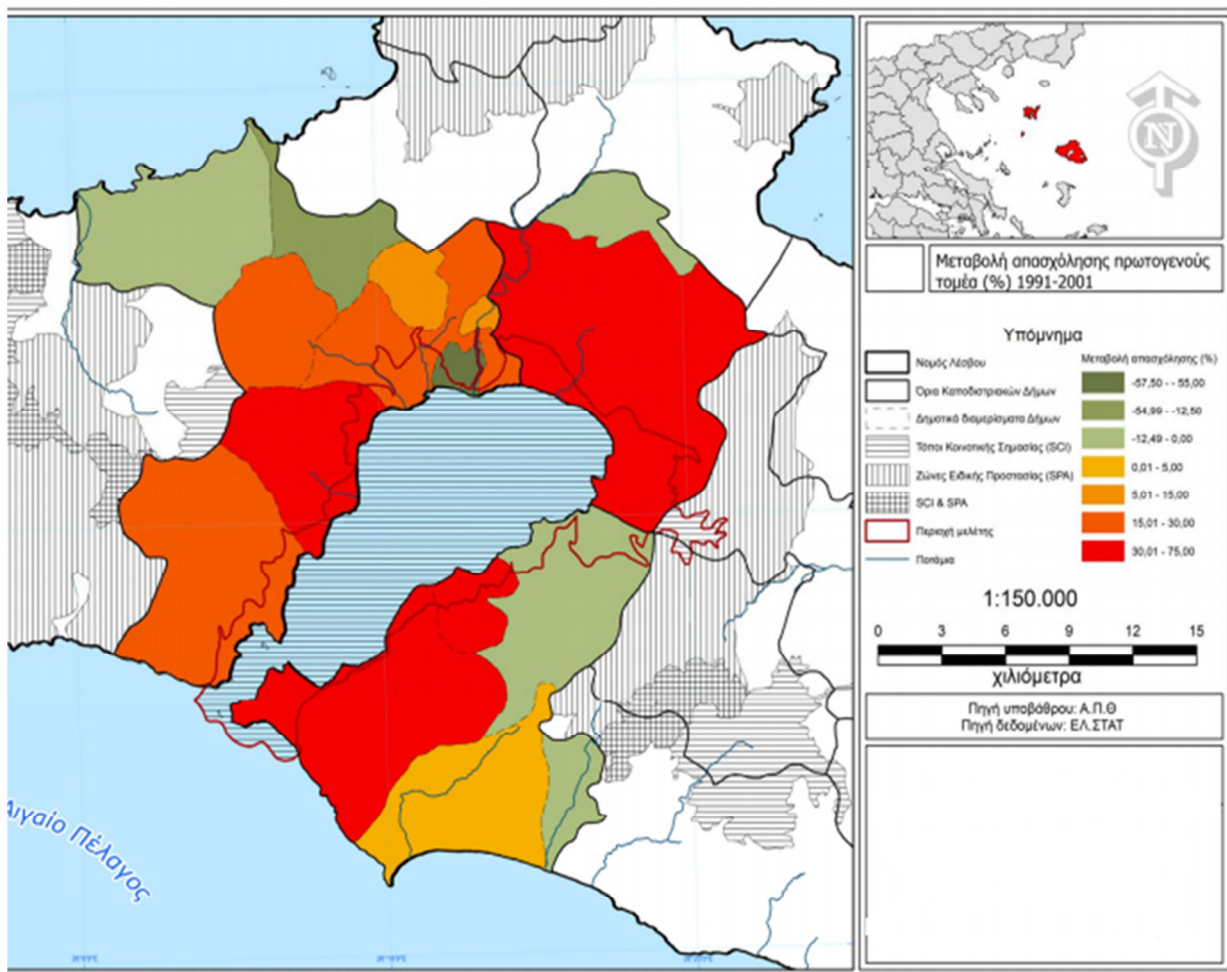 Αιγαίο Πέλαγος
N
Μεταβολή απασχόλησης πρωτογενούς
τομέα (%) 1991-2001
Υπόμνημα
Νομός Λέσβου
Όρια Καποδιστριακών Δήμων
Δημοτικά διαμερίσματα Δήμων
Τόποι Κοινοτικής Σημασίας (SCI)
Ζώνες Ειδικής Προστασίας (SPA)
SCI & SPA
Περιοχή μελέτης
Ποτάμια
Μεταβολή απασχόλησης (%)
-57,50 - -55,00
-54,99 - -12,50
-12,49 - 0,00
0,01 - 5,00
5,01 - 15,00
15,01 - 30,00
30,01 - 75,00
1:150.000
0 3 6 9 12 15
χιλιόμετρα
Πηγή υποβάθρου: Α.Π.Θ
Πηγή δεδομένων: ΕΛ.ΣΤΑΤ